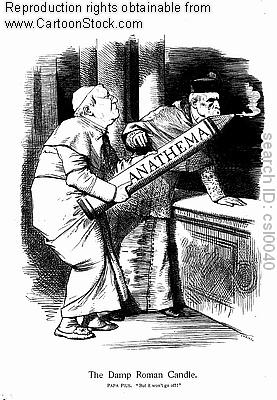 Reproduction rights obtainable from
www.CartoonStock.com
ANATHEMA
search ID: csl0040
The Damp Roman Candle.
PAPA PIUS. "But it won't go off!"